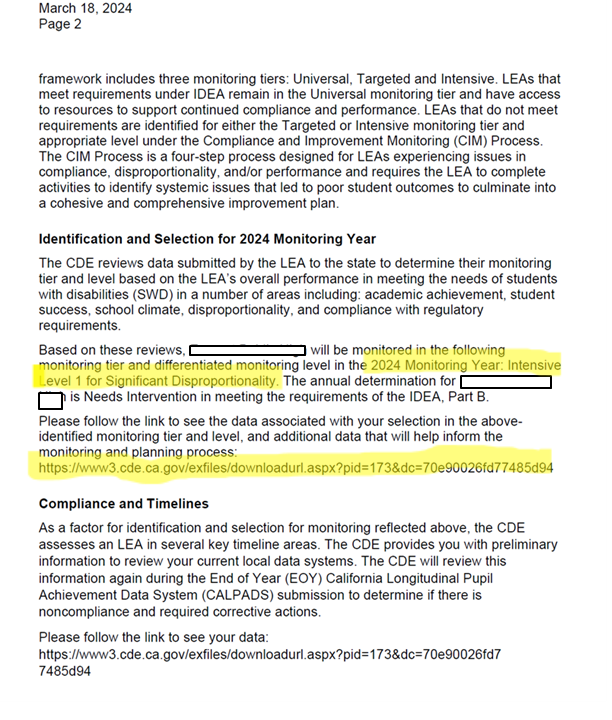 March 18, 2024
Page 2
framework includes three monitoring tiers: Universal, Targeted and Intensive. LEAs that
meet requirements under IDEA remain in the Universal monitoring tier and have access
to resources to support continued compliance and performance. LEAs that do not meet
requirements are identified for either the Targeted or Intensive monitoring tier and
appropriate level under the Compliance and Improvement Monitoring (CIM) Process.
The CIM Process is a four-step process designed for LEAs experiencing issues in
compliance, disproportionality, and/or performance and requires the LEA to complete
activities to identify systemic issues that led to poor student outcomes to culminate into
a cohesive and comprehensive improvement plan.
Identification and Selection for 2024 Monitoring Year
The CDE reviews data submitted by the LEA to the state to determine their monitoring
tier and level based on the LEA’s overall performance in meeting the needs of students
with disabilities (SWD) in a number of areas including: academic achievement, student
success, school climate, disproportionality, and compliance with regulatory
requirements.
Based on these reviews, will be monitored in the following
monitoring tier and differentiated monitoring level in the 2024 Monitoring Year: Intensive
Level 1 for Significant Disproportionality. The annual determination for
is Needs Intervention in meeting the requirements of the IDEA, Part B.
Please follow the link to see the data associated with your selection in the above-
identified monitoring tier and level, and additional data that will help inform the
monitoring and planning process:
https://www3.cde.ca.gov/exfiles/downloadurl.aspx?pid=173&dc=70e90026fd77485d94
Compliance and Timelines
As a factor for identification and selection for monitoring reflected above, the CDE
assesses an LEA in several key timeline areas. The CDE provides you with preliminary
information to review your current local data systems. The CDE will review this
information again during the End of Year (EOY) California Longitudinal Pupil
Achievement Data System (CALPADS) submission to determine if there is
noncompliance and required corrective actions.
Please follow the link to see your data:
https://www3.cde.ca.gov/exfiles/downloadurl.aspx?pid=173&dc=70e90026fd7
7485d94